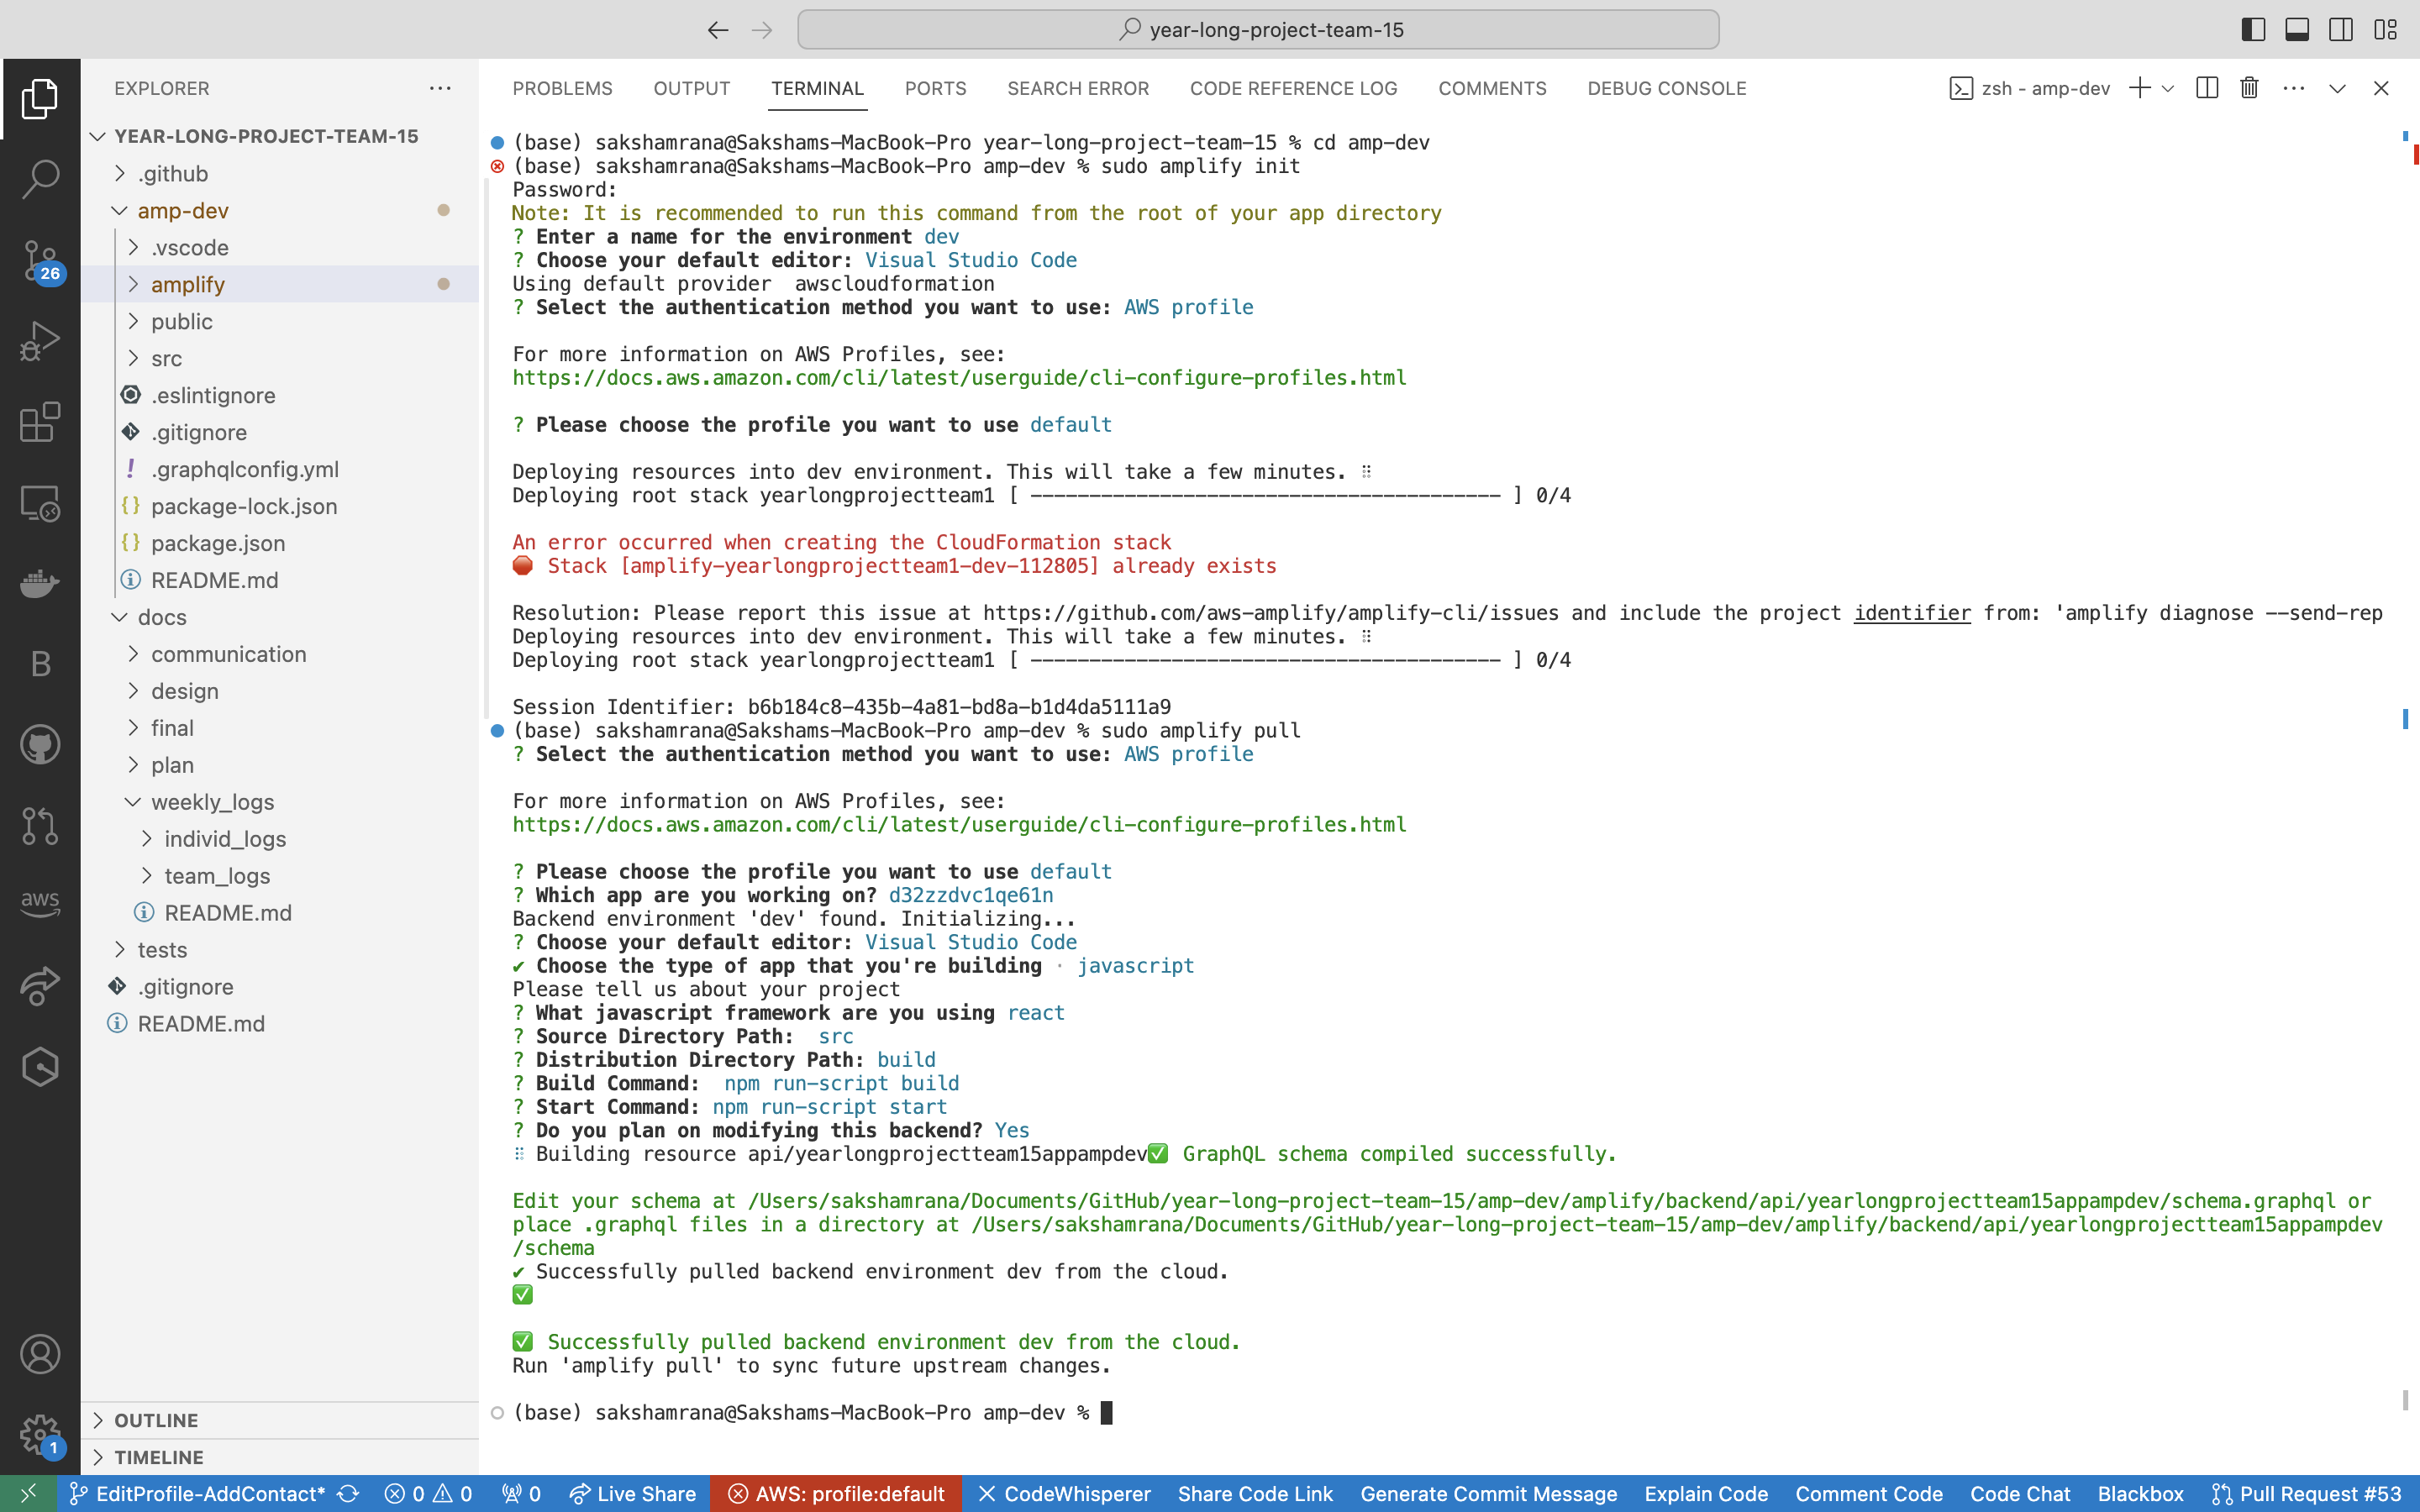 year-long-project-team-15
EXPLORER
YEAR-LONG-PROJECT-TEAM-15
.github
amp-dev
.vscode
amplify
public
src
.eslintignore
.gitignore
.graphqlconfig.yml
package-lock.json
package.json
README.md
docs
communication
design
final
plan
weekly_logs
individ_logs
team_logs
README.md
tests
.gitignore
README.md
OUTLINE
TIMELINE
26
B
aws
1
PROBLEMS OUTPUT TERMINAL PORTS SEARCH ERROR CODE REFERENCE LOG COMMENTS DEBUG CONSOLE zsh - amp-dev
(base) sakshamrana@Sakshams-MacBook-Pro year-long-project-team-15 % cd amp-dev
(base) sakshamrana@Sakshams-MacBook-Pro amp-dev % sudo amplify init
Password:
Note: It is recommended to run this command from the root of your app directory
? Enter a name for the environment dev
? Choose your default editor: Visual Studio Code
Using default provider  awscloudformation
? Select the authentication method you want to use: AWS profile
For more information on AWS Profiles, see:
https://docs.aws.amazon.com/cli/latest/userguide/cli-configure-profiles.html
? Please choose the profile you want to use default
Deploying resources into dev environment. This will take a few minutes. ⠿
Deploying root stack yearlongprojectteam1 [ ---------------------------------------- ] 0/4
An error occurred when creating the CloudFormation stack
🛑 Stack [amplify-yearlongprojectteam1-dev-112805] already exists
Resolution: Please report this issue at https://github.com/aws-amplify/amplify-cli/issues and include the project identifier from: 'amplify diagnose --send-rep
Deploying resources into dev environment. This will take a few minutes. ⠿
Deploying root stack yearlongprojectteam1 [ ---------------------------------------- ] 0/4
Session Identifier: b6b184c8-435b-4a81-bd8a-b1d4da5111a9
(base) sakshamrana@Sakshams-MacBook-Pro amp-dev % sudo amplify pull
? Select the authentication method you want to use: AWS profile
For more information on AWS Profiles, see:
https://docs.aws.amazon.com/cli/latest/userguide/cli-configure-profiles.html
? Please choose the profile you want to use default
? Which app are you working on? d32zzdvc1qe61n
Backend environment 'dev' found. Initializing...
? Choose your default editor: Visual Studio Code
✔ Choose the type of app that you're building · javascript
Please tell us about your project
? What javascript framework are you using react
? Source Directory Path:  src
? Distribution Directory Path: build
? Build Command:  npm run-script build
? Start Command: npm run-script start
? Do you plan on modifying this backend? Yes
⠿ Building resource api/yearlongprojectteam15appampdev✅ GraphQL schema compiled successfully.
Edit your schema at /Users/sakshamrana/Documents/GitHub/year-long-project-team-15/amp-dev/amplify/backend/api/yearlongprojectteam15appampdev/schema.graphql or
place .graphql files in a directory at /Users/sakshamrana/Documents/GitHub/year-long-project-team-15/amp-dev/amplify/backend/api/yearlongprojectteam15appampdev
/schema
✔ Successfully pulled backend environment dev from the cloud.
✅
✅ Successfully pulled backend environment dev from the cloud.
Run 'amplify pull' to sync future upstream changes.
(base) sakshamrana@Sakshams-MacBook-Pro amp-dev %
EditProfile-AddContact* 0 0 0 Live Share AWS: profile:default CodeWhisperer Share Code Link Generate Commit Message Explain Code Comment Code Code Chat Blackbox Pull Request #53